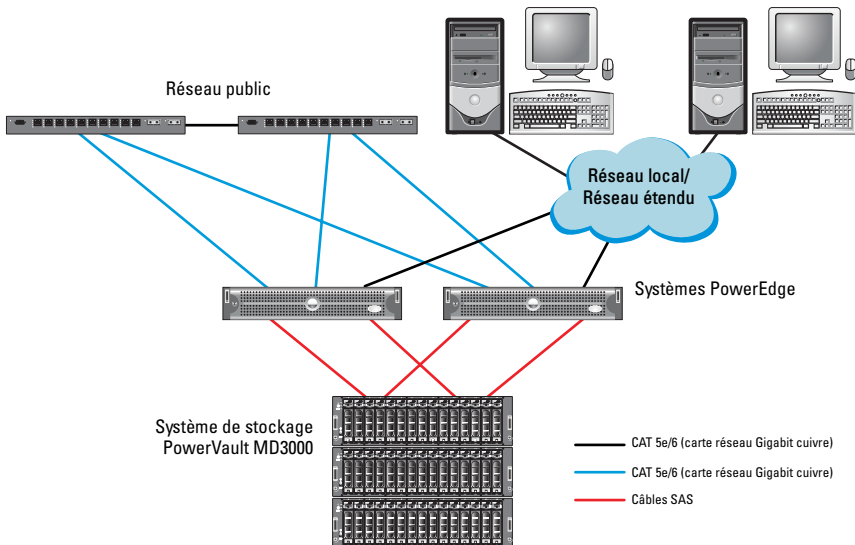 Réseau public
Réseau local/
Réseau étendu
Systèmes PowerEdge
Système de stockage
PowerVault MD3000
CAT 5e/6 (carte réseau Gigabit cuivre)
CAT 5e/6 (carte réseau Gigabit cuivre)
Câbles SAS